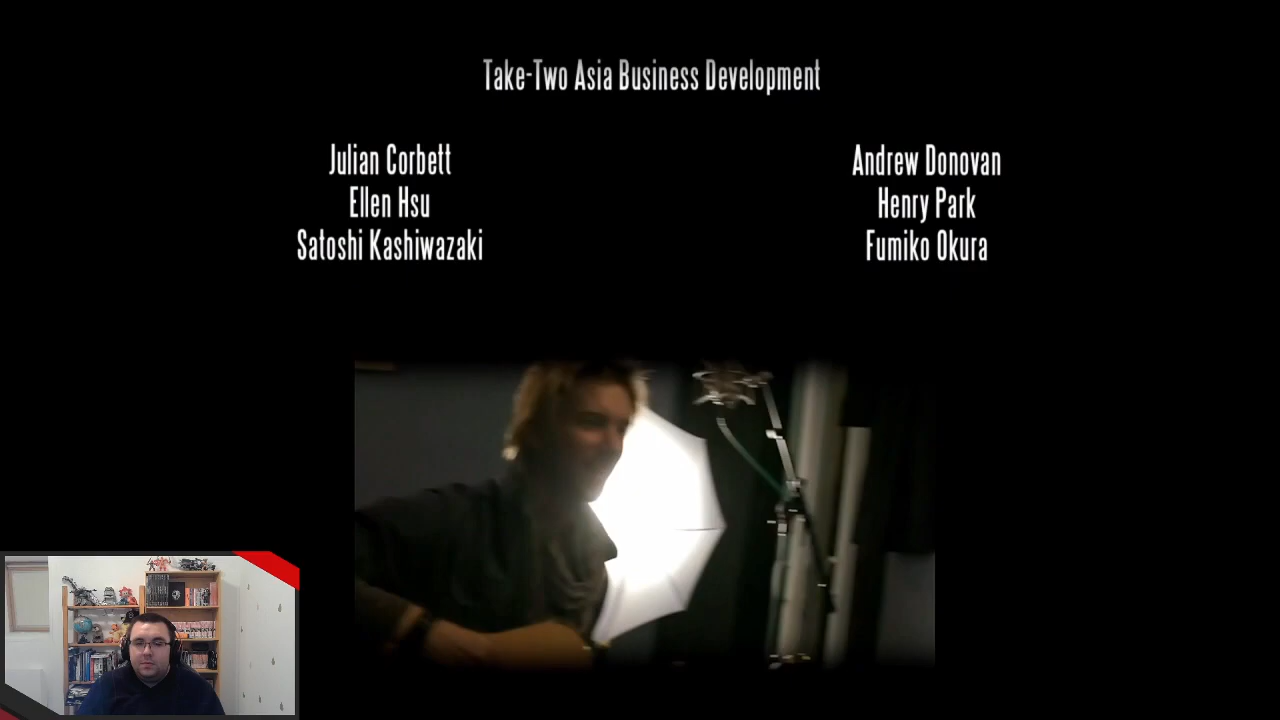 Take-Two Asia Business Development
Julian Corbett
Andrew Donovan
Ellen Hsu
Henry Park
Satoshi Kashiwazaki
Fumiko Okura